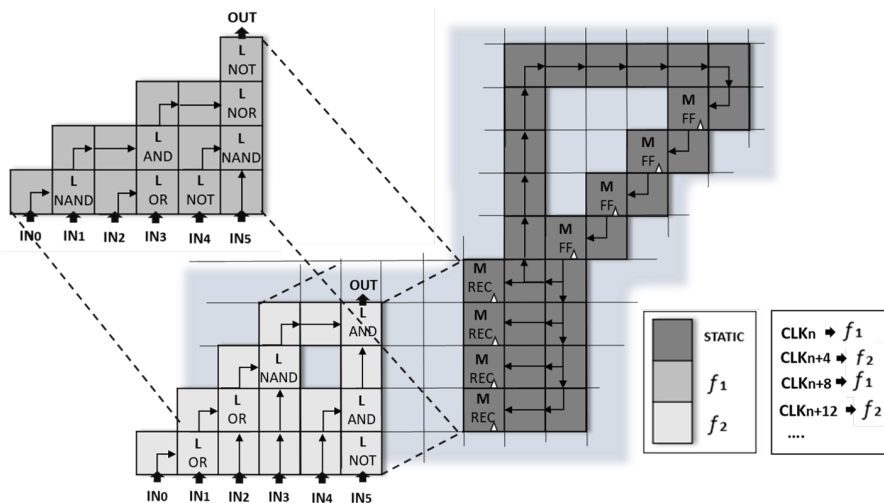 OUT
L
NOT
L
NOR
L
AND
L
NAND
L
NAND
L
OR
L
NOT
IN0 IN1 IN2 IN3 IN4 IN5
M
FF
M
FF
M
FF
M
FF
M
REC
M
REC
M
REC
M
REC
OUT
L
AND
L
NAND
L
OR
L
AND
L
OR
L
NOT
IN0 IN1 IN2 IN3 IN4 IN5
STATIC
f1
f2
CLKn f1
CLKn+4 f2
CLKn+8 f1
CLKn+12 f2
....